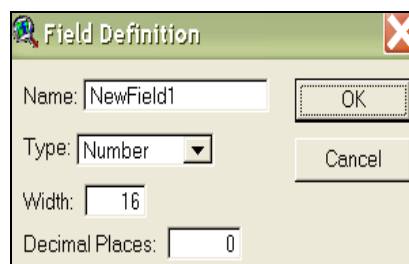 Field Definition
Name: NewField1
OK
Type: Number
Cancel
Width: 16
Decimal Places: 0